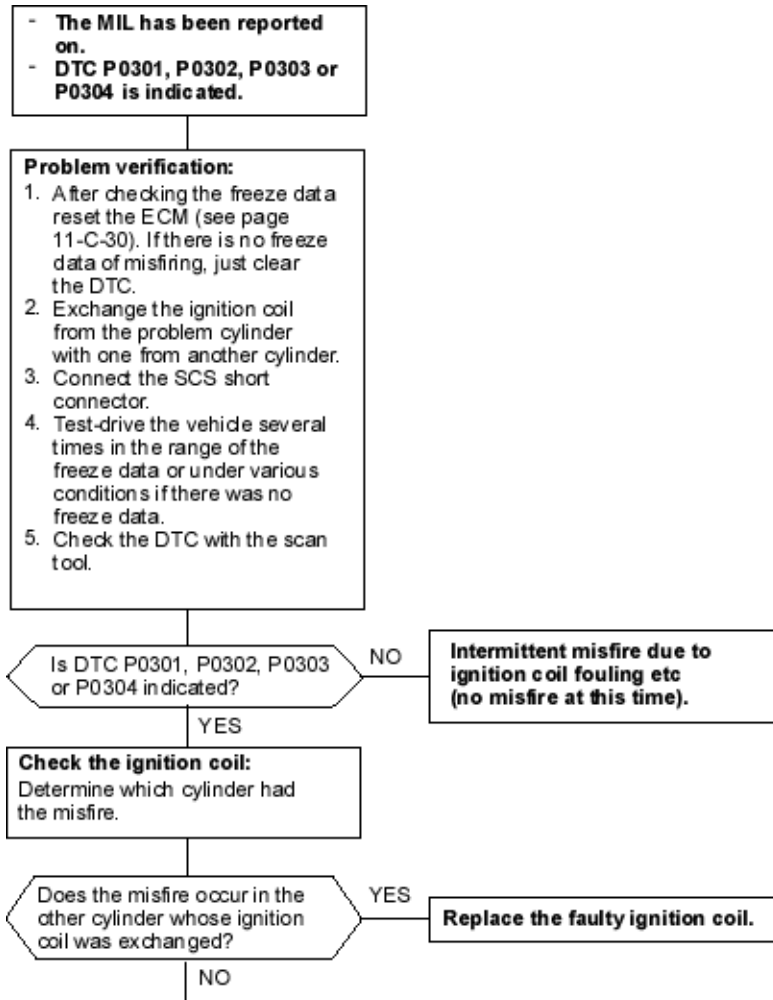 - The MIL has been reported
on.
- DTC P0301, P0302, P0303 or
P0304 is indicated.
Problem verification:
1. After checking the freeze data
reset the ECM (see page
11-C-30). If there is no freeze
data of misfiring, just clear
the DTC.
2. Exchange the ignition coil
from the problem cylinder
with one from another cylinder.
3. Connect the SCS short
connector.
4. Test-drive the vehicle several
times in the range of the
freeze data or under various
conditions if there was no
freeze data.
5. Check the DTC with the scan
tool.
Is DTC P0301, P0302, P0303
or P0304 indicated?
NO
Intermittent misfire due to
ignition coil fouling etc
(no misfire at this time).
YES
Check the ignition coil:
Determine which cylinder had
the misfire.
Does the misfire occur in the
other cylinder whose ignition
coil was exchanged?
YES
Replace the faulty ignition coil.
NO